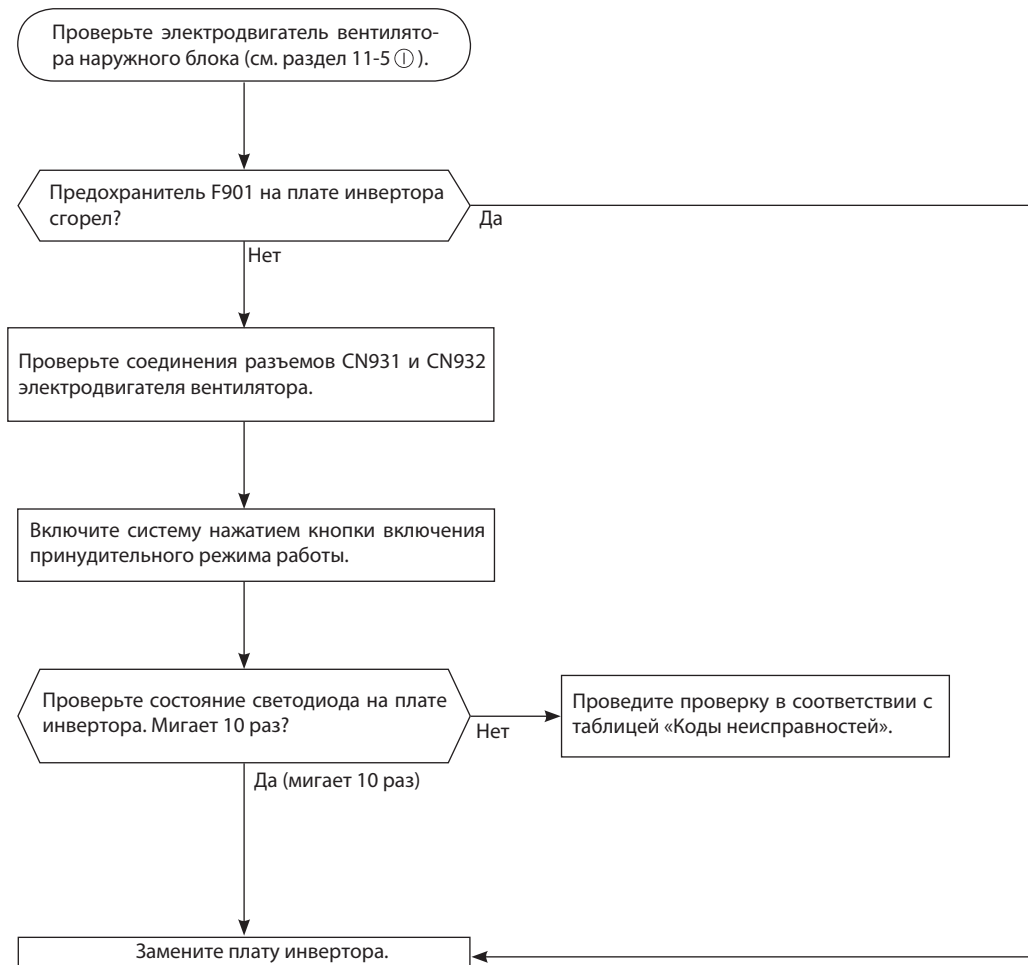 Проверьте электродвигатель вентилято-
ра наружного блока (см. раздел 11-5 Ⓘ ).
Предохранитель F901 на плате инвертора
сгорел?
Да
Нет
Проверьте соединения разъемов CN931 и CN932
электродвигателя вентилятора.
Включите систему нажатием кнопки включения
принудительного режима работы.
Проверьте состояние светодиода на плате
инвертора. Мигает 10 раз?
Нет
Проведите проверку в соответствии с
таблицей «Коды неисправностей».
Да (мигает 10 раз)
Замените плату инвертора.